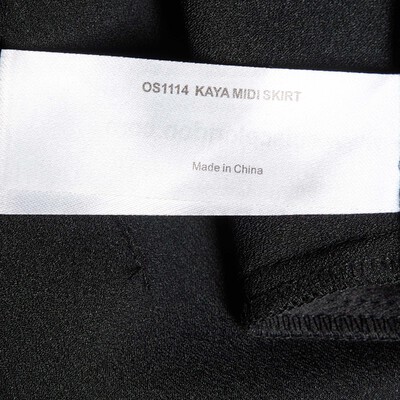 OS1114 KAYA MIDI SKIRT
Made in China